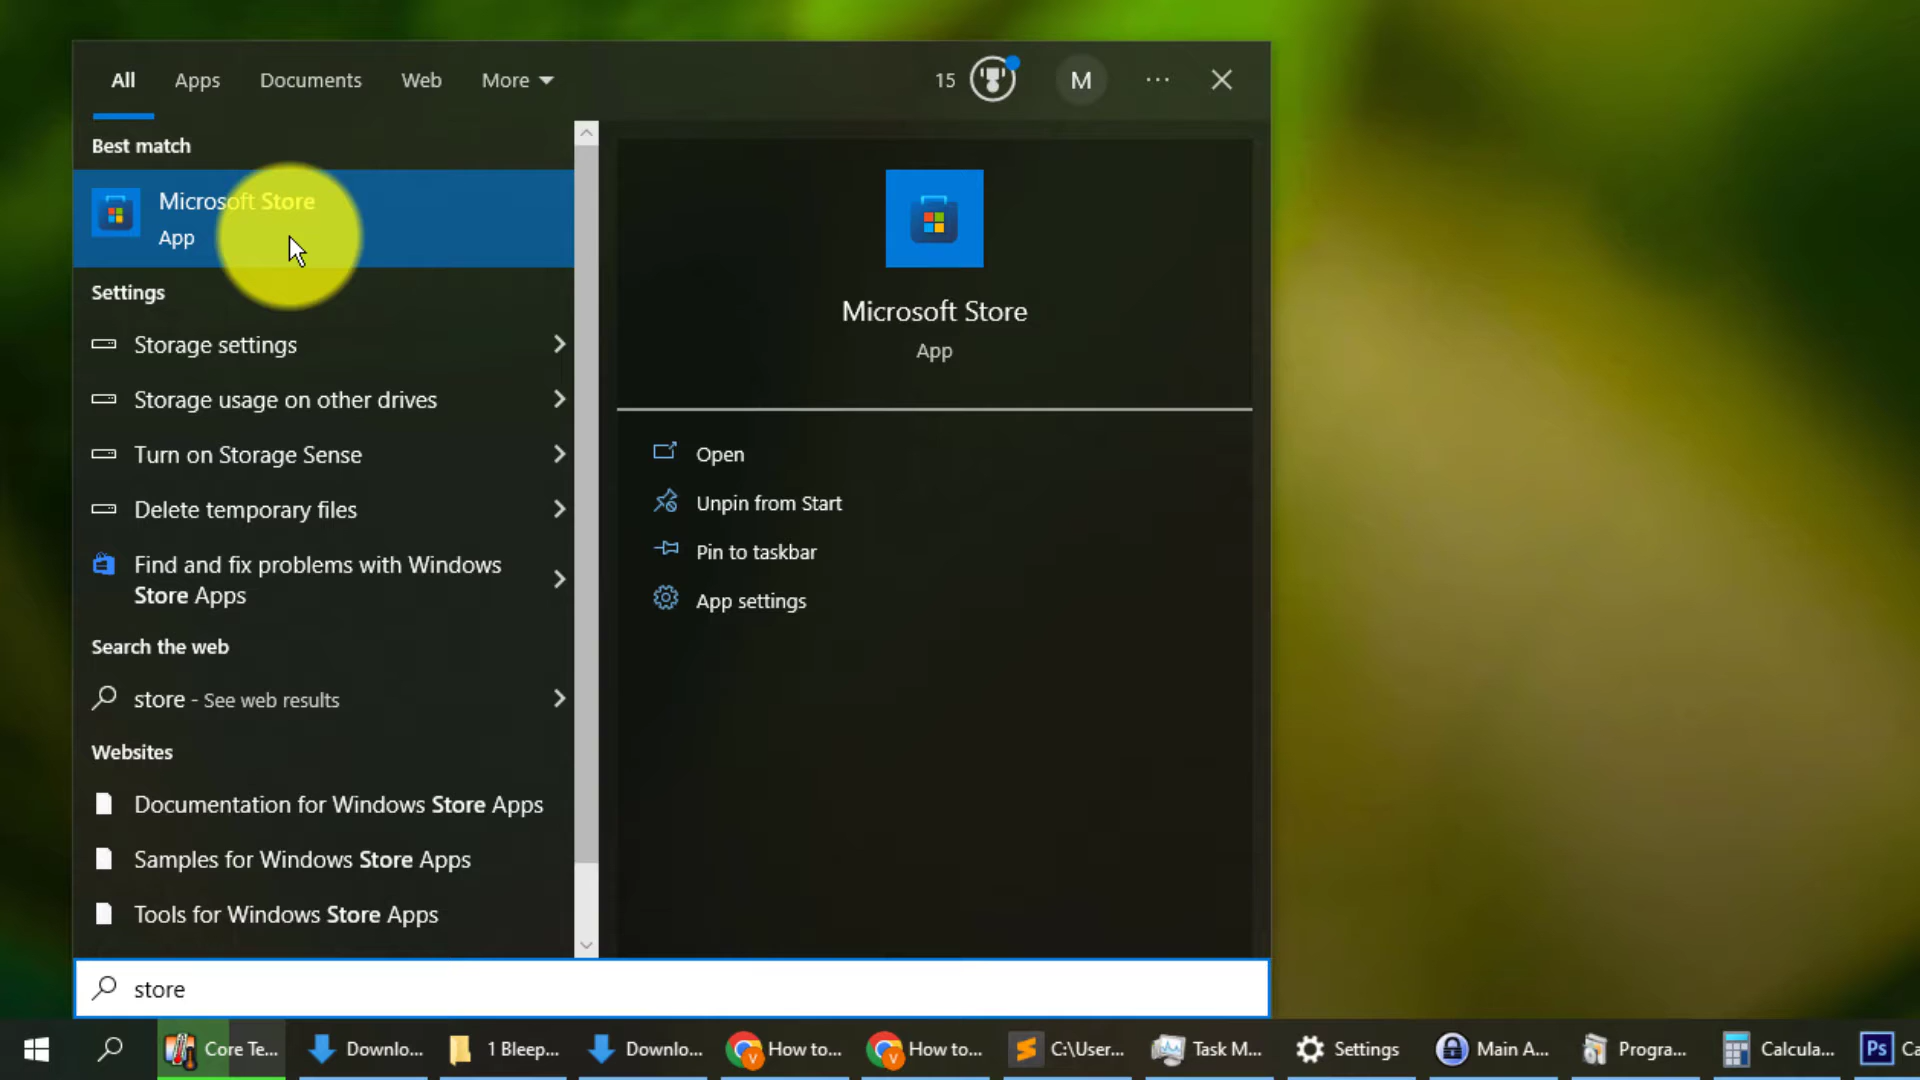 All Apps Documents Web More 15 M
Best match
Microsoft Store
App
Settings
Storage settings
Storage usage on other drives
Turn on Storage Sense
Delete temporary files
Find and fix problems with Windows
Store Apps
Search the web
store - See web results
Websites
Documentation for Windows Store Apps
Samples for Windows Store Apps
Tools for Windows Store Apps
Microsoft Store
App
Open
Unpin from Start
Pin to taskbar
App settings
store
Core Te... Downlo... 1 Bleep... Downlo... How to... How to... C:\User... Task M... Settings Main A... Progra... Calcula... Ps Ca